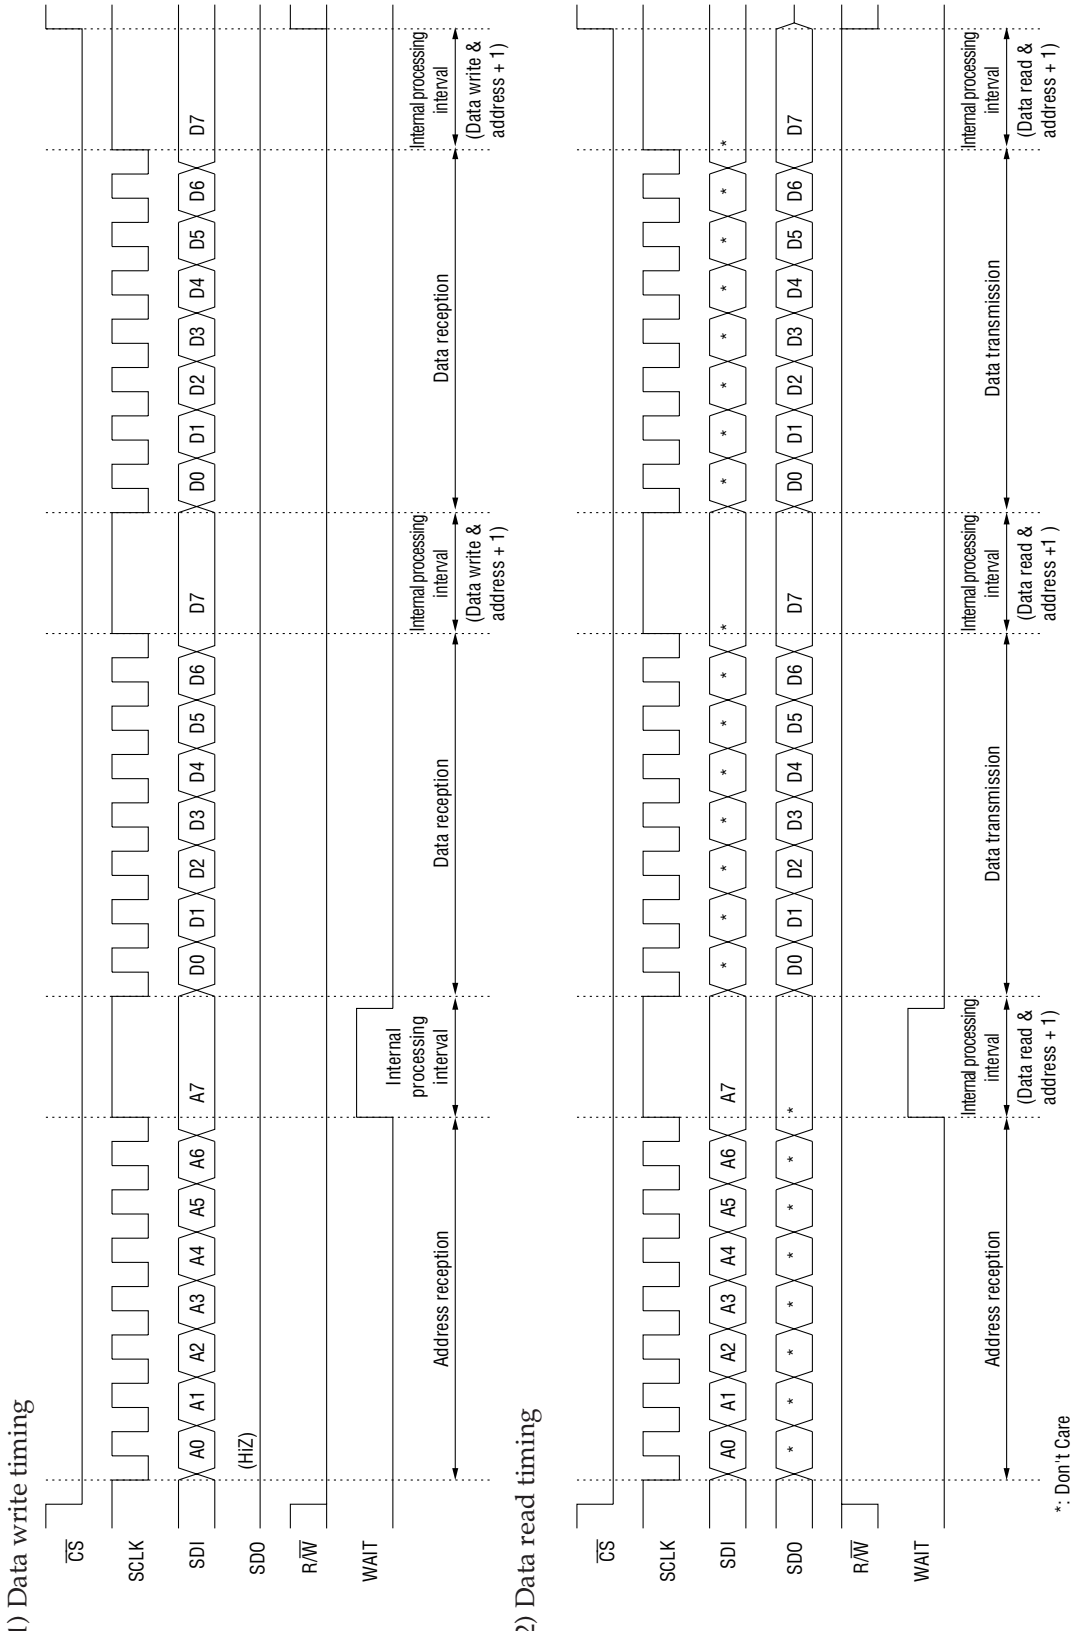 1) Data write timing
C̅S̅
SCLK
SDI A0 A1 A2 A3 A4 A5 A6 A7 D0 D1 D2 D3 D4 D5 D6 D7 D0 D1 D2 D3 D4 D5 D6 D7
SDO (HiZ)
R/W̅
WAIT
Address reception
Internal
processing
interval
Data reception
Internal processing
interval
(Data write &
address + 1)
Data reception
Internal processing
interval
(Data write &
address + 1)
2) Data read timing
C̅S̅
SCLK
SDI A0 A1 A2 A3 A4 A5 A6 A7 * * * * * * * * * * * * * * * *
SDO * * * * * * * * D0 D1 D2 D3 D4 D5 D6 D7 D0 D1 D2 D3 D4 D5 D6 D7
R/W̅
WAIT
Address reception
Internal processing
interval
(Data read &
address + 1)
Data transmission
Internal processing
interval
(Data read &
address +1 )
Data transmission
Internal processing
interval
(Data read &
address + 1)
*: Don't Care